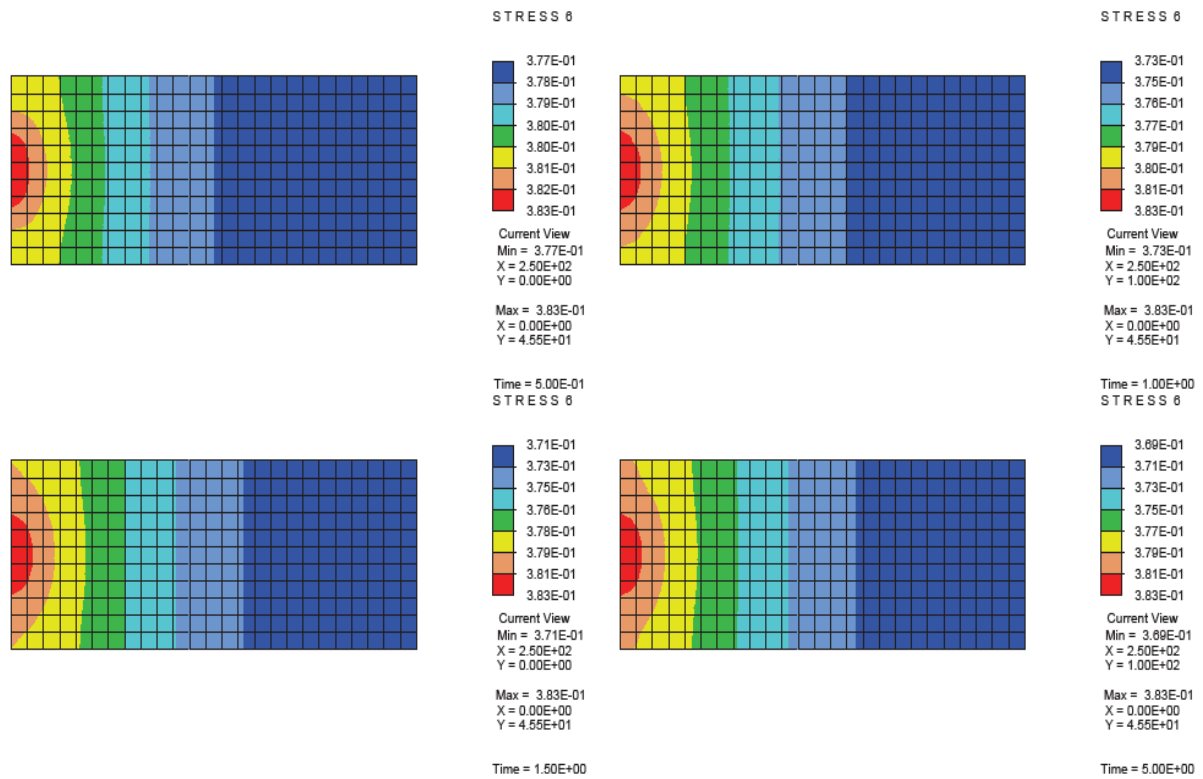 S T R E S S 6
3.77E-01
3.78E-01
3.79E-01
3.80E-01
3.80E-01
3.81E-01
3.82E-01
3.83E-01
Current View
Min = 3.77E-01
X = 2.50E+02
Y = 0.00E+00
Max = 3.83E-01
X = 0.00E+00
Y = 4.55E+01
Time = 5.00E-01
S T R E S S 6
3.73E-01
3.75E-01
3.76E-01
3.77E-01
3.79E-01
3.80E-01
3.81E-01
3.83E-01
Current View
Min = 3.73E-01
X = 2.50E+02
Y = 1.00E+02
Max = 3.83E-01
X = 0.00E+00
Y = 4.55E+01
Time = 1.00E+00
S T R E S S 6
3.71E-01
3.73E-01
3.75E-01
3.76E-01
3.78E-01
3.79E-01
3.81E-01
3.83E-01
Current View
Min = 3.71E-01
X = 2.50E+02
Y = 0.00E+00
Max = 3.83E-01
X = 0.00E+00
Y = 4.55E+01
Time = 1.50E+00
S T R E S S 6
3.69E-01
3.71E-01
3.73E-01
3.75E-01
3.77E-01
3.79E-01
3.81E-01
3.83E-01
Current View
Min = 3.69E-01
X = 2.50E+02
Y = 1.00E+02
Max = 3.83E-01
X = 0.00E+00
Y = 4.55E+01
Time = 5.00E+00